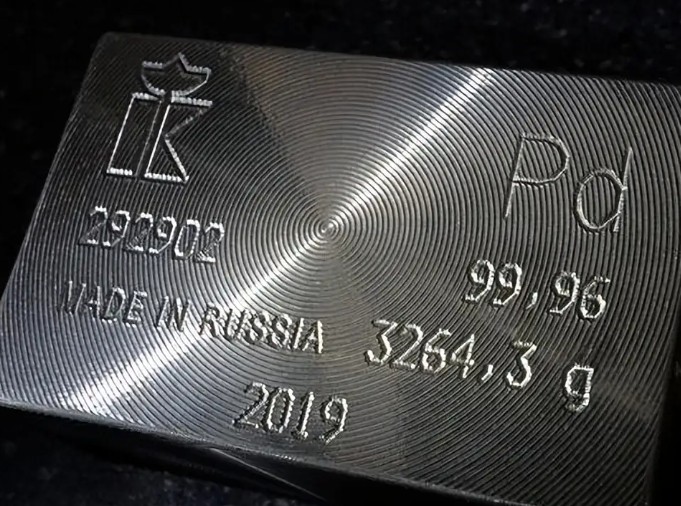 Pd
292902
99,96
MADE IN RUSSIA
3264,3 g
2019